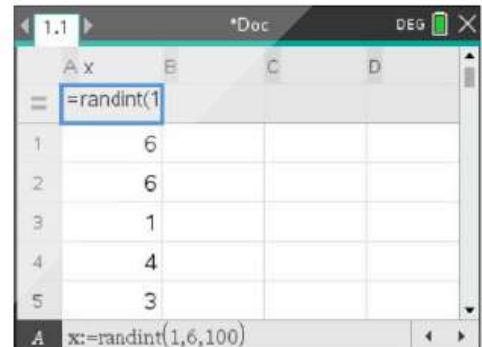 1.1 *Doc DEG
A x B C D
= =randint(1
1 6
2 6
3 1
4 4
5 3
A x:=randint(1,6,100)